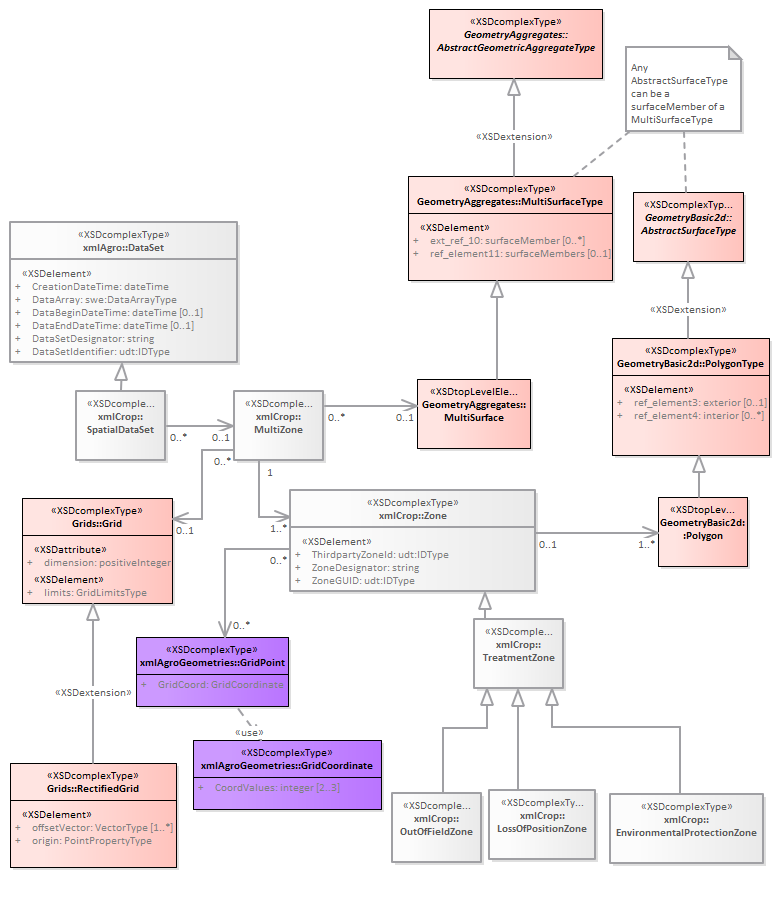 «XSDcomplexType»
GeometryAggregates::
AbstractGeometricAggregateType
Any
AbstractSurfaceType
can be a
surfaceMember of a
MultiSurfaceType
«XSDextension»
«XSDcomplexType»
GeometryAggregates::MultiSurfaceType
«XSDelement»
+ ext_ref_10: surfaceMember [0..*]
+ ref_element11: surfaceMembers [0..1]
«XSDcomplexTyp...
GeometryBasic2d::
AbstractSurfaceType
«XSDcomplexType»
xmlAgro::DataSet
«XSDelement»
+ CreationDateTime: dateTime
+ DataArray: swe:DataArrayType
+ DataBeginDateTime: dateTime [0..1]
+ DataEndDateTime: dateTime [0..1]
+ DataSetDesignator: string
+ DataSetIdentifier: udt:IDType
«XSDextension»
«XSDcomplexType»
GeometryBasic2d::PolygonType
«XSDelement»
+ ref_element3: exterior [0..1]
+ ref_element4: interior [0..*]
«XSDcomple...
xmlCrop::
SpatialDataSet
0..*
0..1
«XSDcomple...
xmlCrop::
MultiZone
0..*
0..1
«XSDtopLevelEle...
GeometryAggregates::
MultiSurface
0..*
0..1
1
1..*
«XSDcomplexType»
Grids::Grid
«XSDattribute»
+ dimension: positiveInteger
«XSDelement»
+ limits: GridLimitsType
«XSDcomplexType»
xmlCrop::Zone
«XSDelement»
+ ThirdpartyZoneId: udt:IDType
+ ZoneDesignator: string
+ ZoneGUID: udt:IDType
0..1
1..*
«XSDtopLev...
GeometryBasic2d:
:Polygon
0..*
0..*
«XSDcomplexType»
xmlAgroGeometries::GridPoint
+ GridCoord: GridCoordinate
«XSDcomple...
xmlCrop::
TreatmentZone
«XSDextension»
«use»
«XSDcomplexType»
xmlAgroGeometries::GridCoordinate
+ CoordValues: integer [2..3]
«XSDcomplexType»
Grids::RectifiedGrid
«XSDelement»
+ offsetVector: VectorType [1..*]
+ origin: PointPropertyType
«XSDcomple...
xmlCrop::
OutOfFieldZone
«XSDcomplexTy...
xmlCrop::
LossOfPositionZone
«XSDcomplexType»
xmlCrop::
EnvironmentalProtectionZone